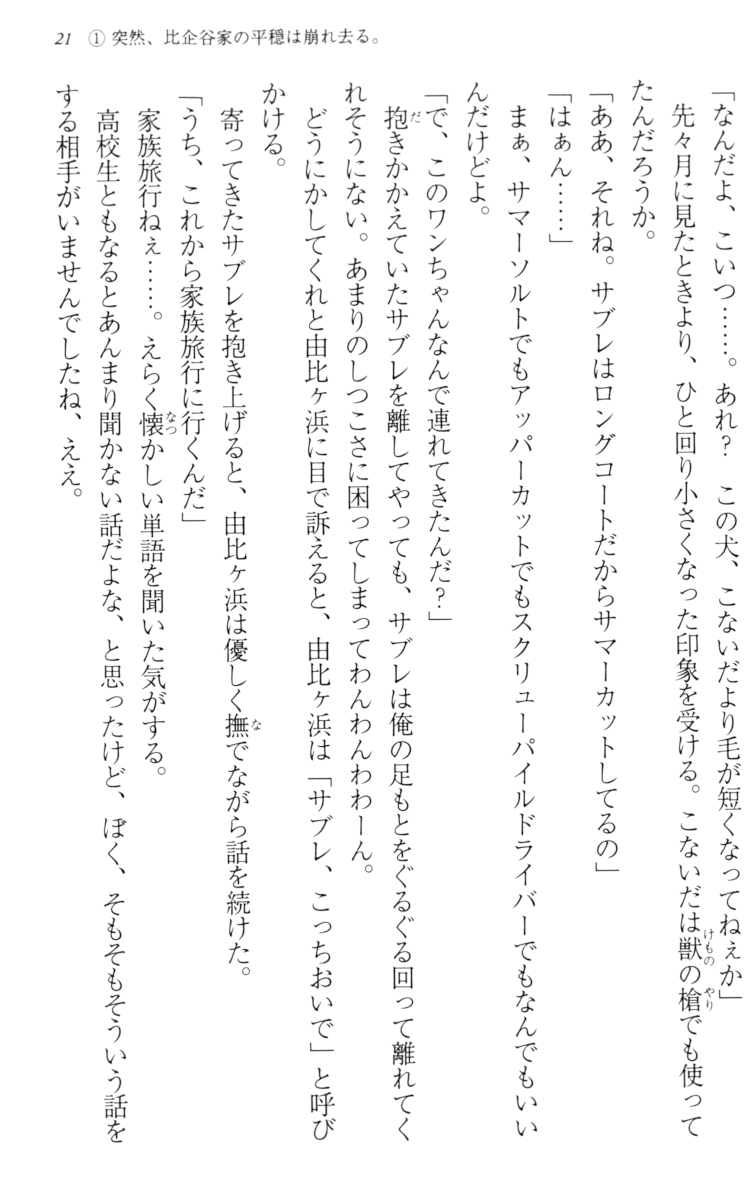 21 ① 突然、比企谷家の平穏は崩れ去る。
「なんだよ、こいつ……。あれ？　この犬、こないだより毛が短くなってねぇか」
先々月に見たときより、ひと回り小さくなった印象を受ける。こないだは獣の槍でも使って
たんだろうか。
「ああ、それね。サブレはロングコートだからサマーカットしてるの」
「はぁん……」
まぁ、サマーソルトでもアッパーカットでもスクリューパイルドライバーでもなんでもいい
んだけどよ。
「で、このワンちゃんなんで連れてきたんだ？」
抱きかかえていたサブレを離してやっても、サブレは俺の足もとをぐるぐる回って離れてく
れそうにない。あまりのしつこさに困ってしまってわんわんわわーん。
どうにかしてくれと由比ヶ浜に目で訴えると、由比ヶ浜は「サブレ、こっちおいで」と呼び
かける。
寄ってきたサブレを抱き上げると、由比ヶ浜は優しく撫でながら話を続けた。
「うち、これから家族旅行に行くんだ」
家族旅行ねぇ……。えらく懐かしい単語を聞いた気がする。
高校生ともなるとあんまり聞かない話だよな、と思ったけど、ぼく、そもそもそういう話を
する相手がいませんでしたね、ええ。